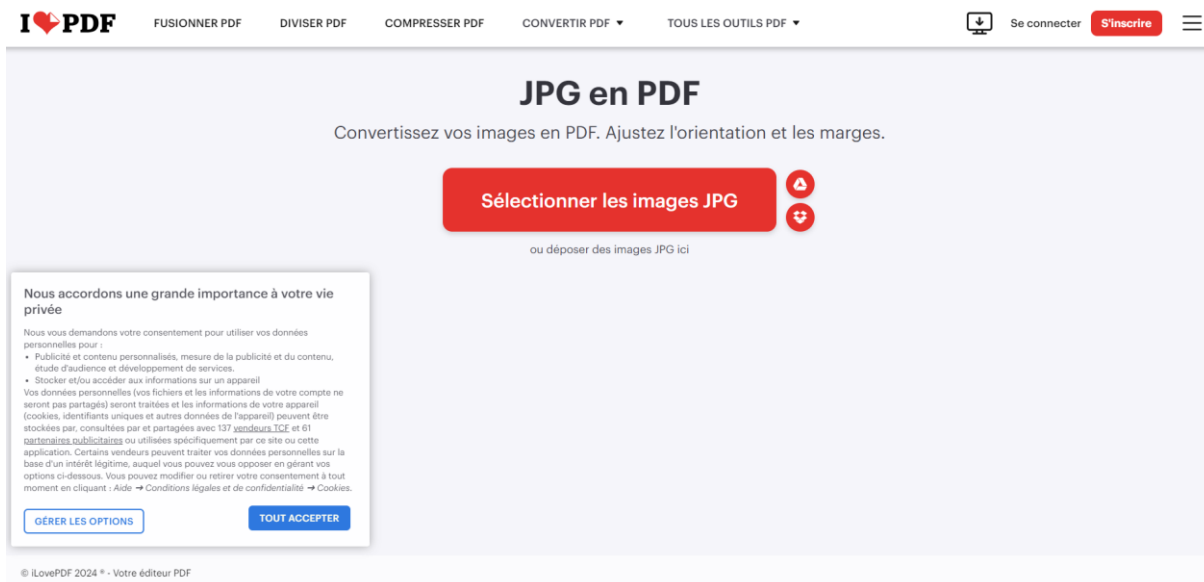 I PDF
FUSIONNER PDF
DIVISER PDF
COMPRESSER PDF
CONVERTIR PDF
TOUS LES OUTILS PDF
Se connecter
S'inscrire
JPG en PDF
Convertissez vos images en PDF. Ajustez l'orientation et les marges.
Sélectionner les images JPG
ou déposer des images JPG ici
Nous accordons une grande importance à votre vie
privée
Nous vous demandons votre consentement pour utiliser vos données
personnelles pour :
• Publicité et contenu personnalisés, mesure de la publicité et du contenu,
étude d'audience et développement de services.
• Stocker et/ou accéder aux informations sur un appareil
Vos données personnelles (vos fichiers et les informations de votre compte ne
seront pas partagés) seront traitées et les informations de votre appareil
(cookies, identifiants uniques et autres données de l'appareil) peuvent être
stockées par, consultées par et partagées avec 137 vendeurs TCF et 61
partenaires publicitaires ou utilisées spécifiquement par ce site ou cette
application. Certains vendeurs peuvent traiter vos données personnelles sur la
base d'un intérêt légitime, auquel vous pouvez vous opposer en gérant vos
options ci-dessous. Vous pouvez modifier ou retirer votre consentement à tout
moment en cliquant : Aide ➔ Conditions légales et de confidentialité ➔ Cookies.
GÉRER LES OPTIONS
TOUT ACCEPTER
© iLovePDF 2024 ® - Votre éditeur PDF